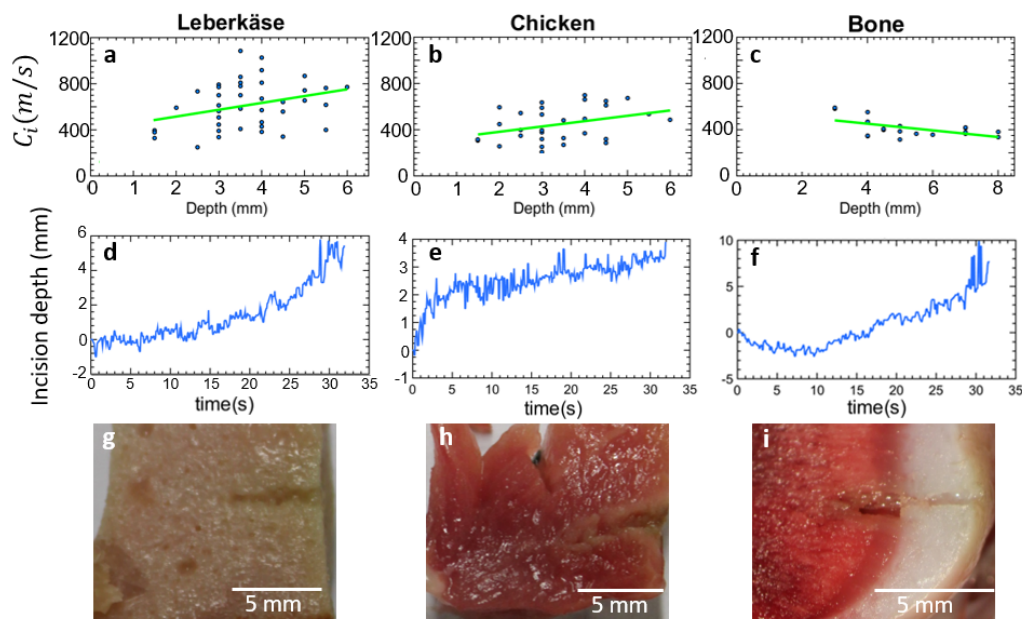 Leberkäse Chicken Bone
a b c
C_i(m/s)
1200 1200 1200
800 800 800
400 400 400
0 0 0
0 1 2 3 4 5 6 0 1 2 3 4 5 6 0 2 4 6 8
Depth (mm) Depth (mm) Depth (mm)
d e f
Incision depth (mm)
6 4 10
4 3 5
2 2 0
0 1 -5
-2 0
-1
0 5 10 15 20 25 30 35 0 5 10 15 20 25 30 35 0 5 10 15 20 25 30 35
time(s) time(s) time(s)
g h i
5 mm 5 mm 5 mm